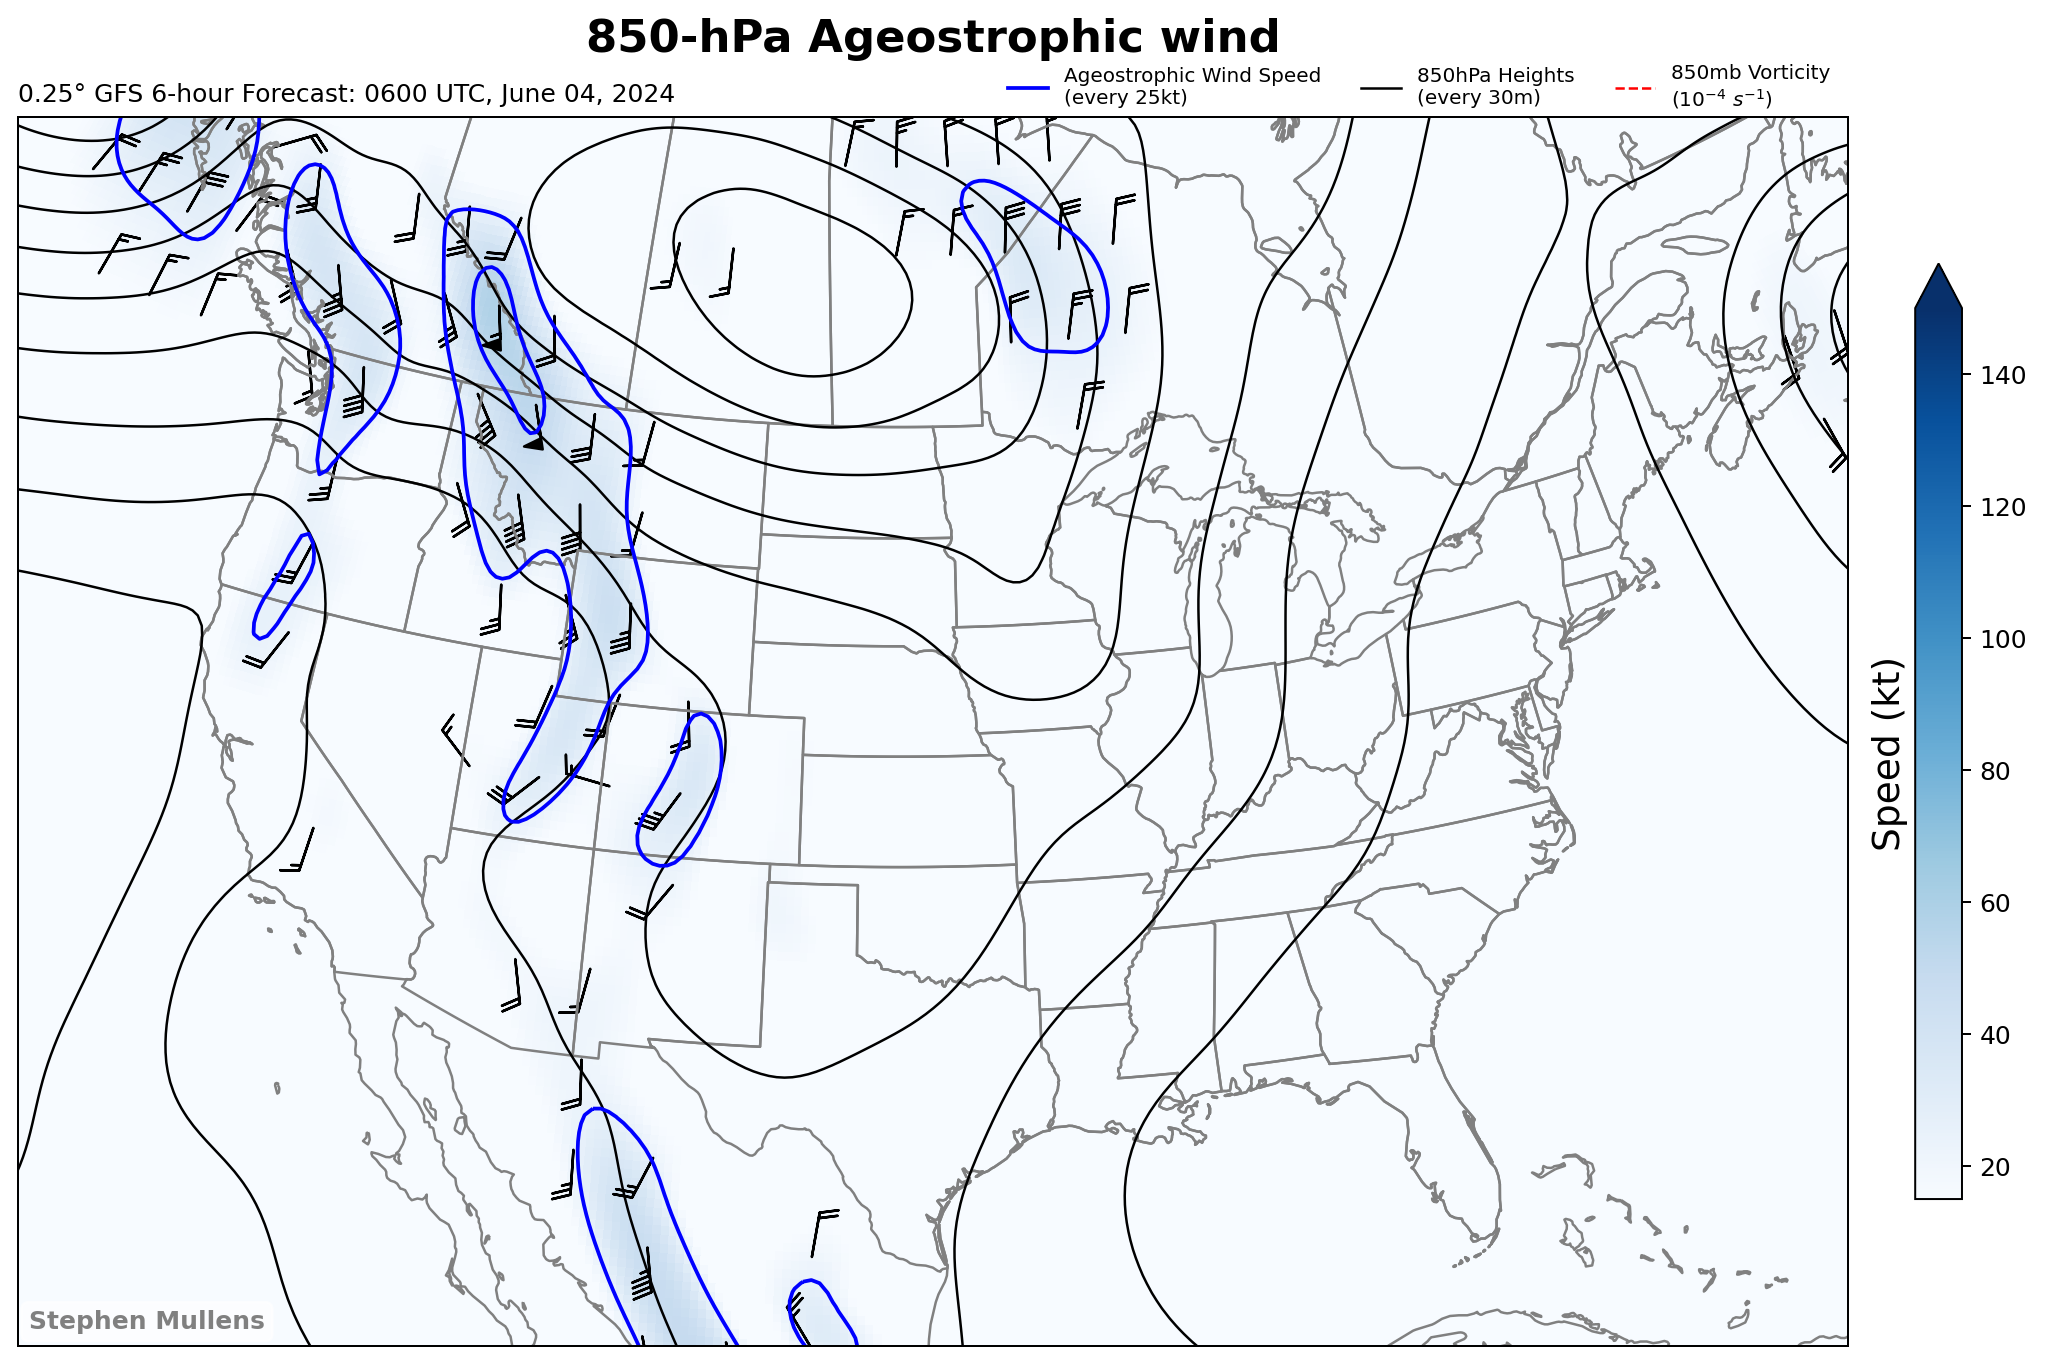 850-hPa Ageostrophic wind
0.25° GFS 6-hour Forecast: 0600 UTC, June 04, 2024
Ageostrophic Wind Speed
(every 25kt)
850hPa Heights
(every 30m)
850mb Vorticity
(10⁻⁴ s⁻¹)
140
120
100
80
60
40
20
Speed (kt)
Stephen Mullens